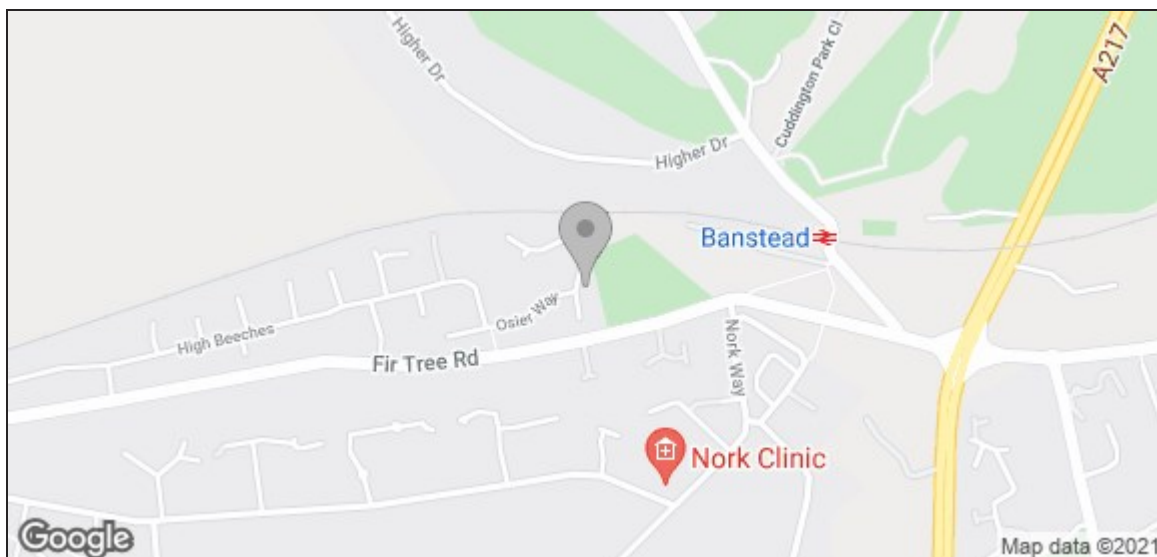 Higher Dr
Cuddington Park Cl
A217
Higher Dr
Banstead
Osier Way
High Beeches
Fir Tree Rd
Nork Way
Nork Clinic
Google
Map data ©2021